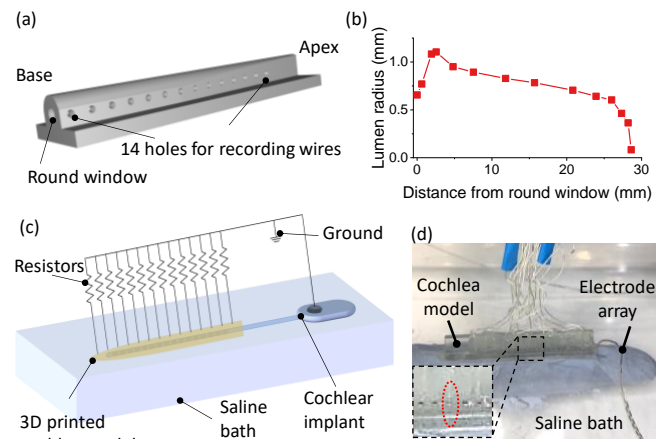 (a)
Apex
Base
14 holes for recording wires
Round window
(b)
Lumen radius (mm)
1.0
0.5
0.0
0
10
20
30
Distance from round window (mm)
(c)
Ground
Resistors
3D printed
Saline
bath
Cochlear
implant
(d)
Cochlea
model
Electrode
array
Saline bath